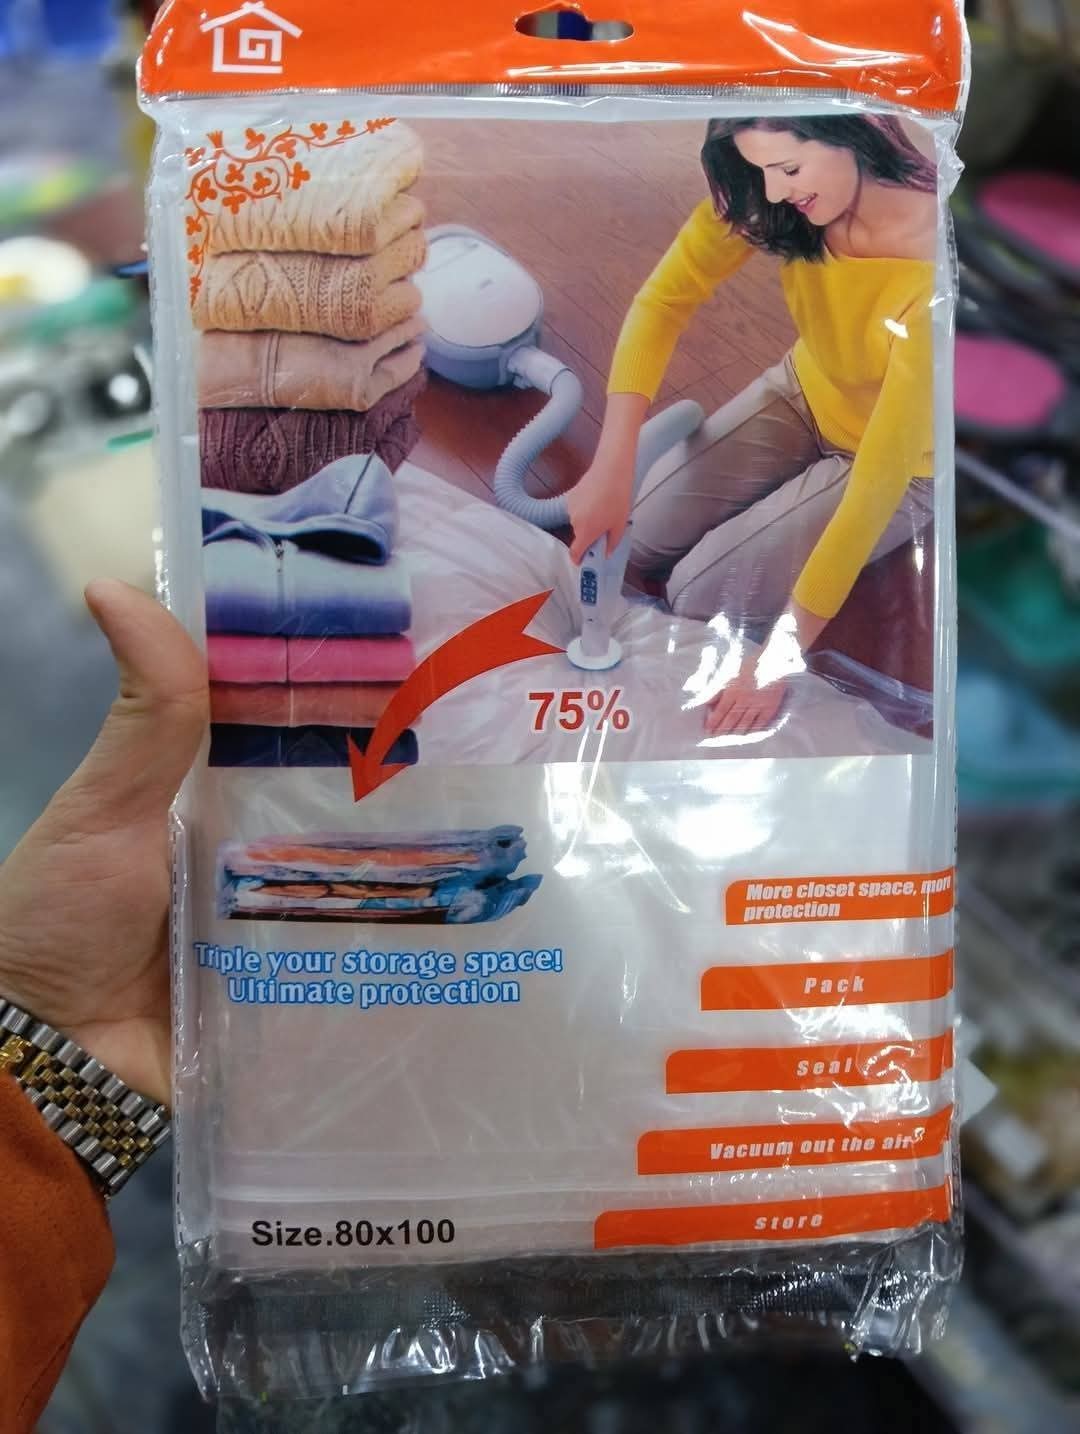 75%
Triple your storage space!
Ultimate protection
More closet space, more
protection
Pack
Seal
Vacuum out the air
Size.80x100
Store